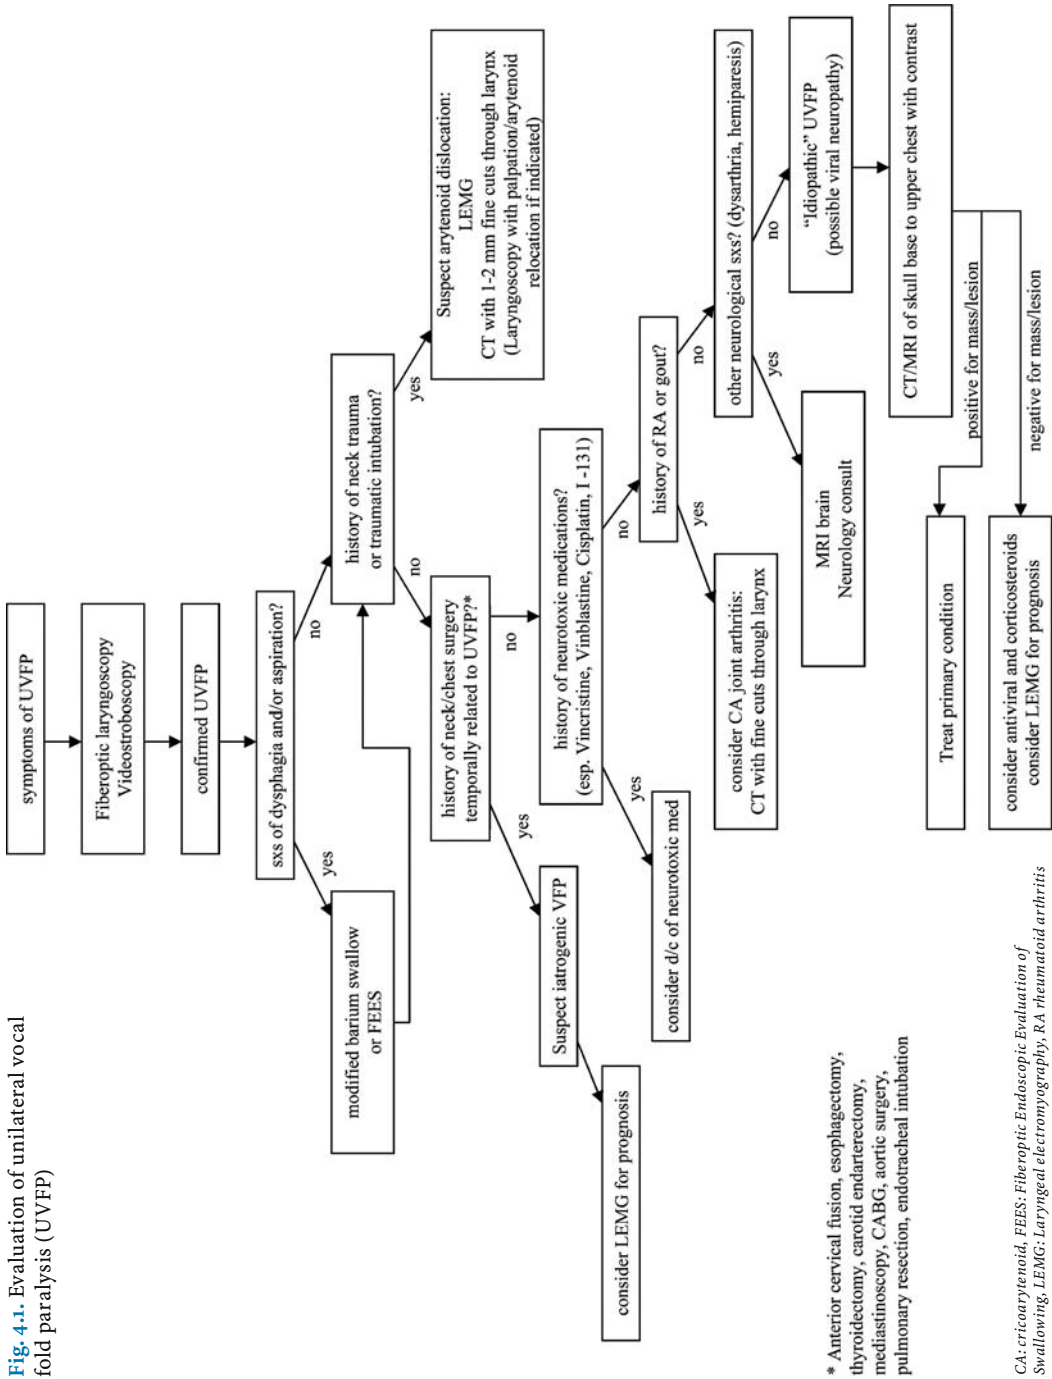 Fig. 4.1. Evaluation of unilateral vocal
fold paralysis (UVFP)
symptoms of UVFP
Fiberoptic laryngoscopy
Videostroboscopy
confirmed UVFP
sxs of dysphagia and/or aspiration?
yes
no
modified barium swallow
or FEES
history of neck trauma
or traumatic intubation?
no
yes
Suspect arytenoid dislocation:
LEMG
CT with 1-2 mm fine cuts through larynx
(Laryngoscopy with palpation/arytenoid
relocation if indicated)
history of neck/chest surgery
temporally related to UVFP?*
yes
no
Suspect iatrogenic VFP
consider LEMG for prognosis
history of neurotoxic medications?
(esp. Vincristine, Vinblastine, Cisplatin, I -131)
yes
no
consider d/c of neurotoxic med
history of RA or gout?
yes
no
consider CA joint arthritis:
CT with fine cuts through larynx
other neurological sxs? (dysarthria, hemiparesis)
yes
no
MRI brain
Neurology consult
"Idiopathic" UVFP
(possible viral neuropathy)
CT/MRI of skull base to upper chest with contrast
positive for mass/lesion
negative for mass/lesion
Treat primary condition
consider antiviral and corticosteroids
consider LEMG for prognosis
* Anterior cervical fusion, esophagectomy,
thyroidectomy, carotid endarterectomy,
mediastinoscopy, CABG, aortic surgery,
pulmonary resection, endotracheal intubation
CA: cricoarytenoid, FEES: Fiberoptic Endoscopic Evaluation of
Swallowing, LEMG: Laryngeal electromyography, RA rheumatoid arthritis